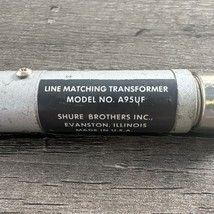 LINE MATCHING TRANSFORMER
MODEL NO. A95UF
SHURE BROTHERS INC.,
EVANSTON, ILLINOIS
MADE IN U.S.A.